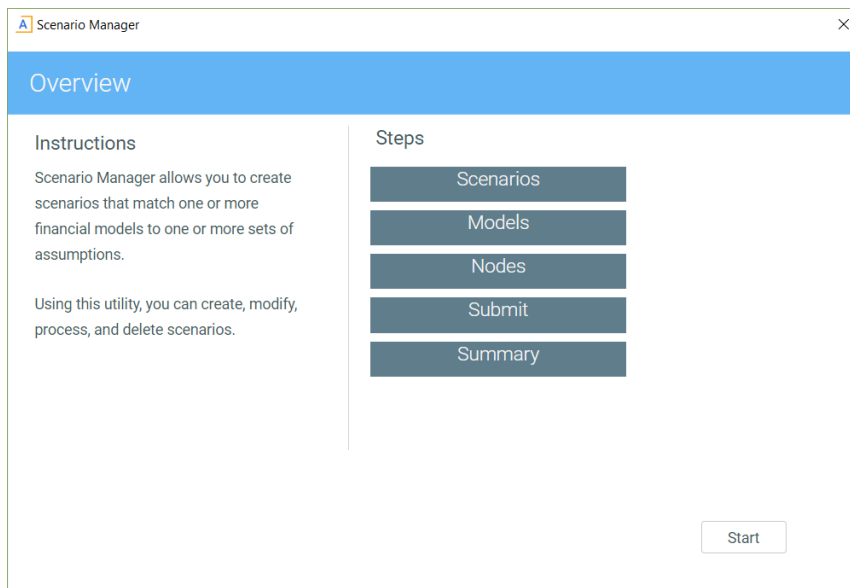 A Scenario Manager
Overview
Instructions
Scenario Manager allows you to create
scenarios that match one or more
financial models to one or more sets of
assumptions.
Using this utility, you can create, modify,
process, and delete scenarios.
Steps
Scenarios
Models
Nodes
Submit
Summary
Start